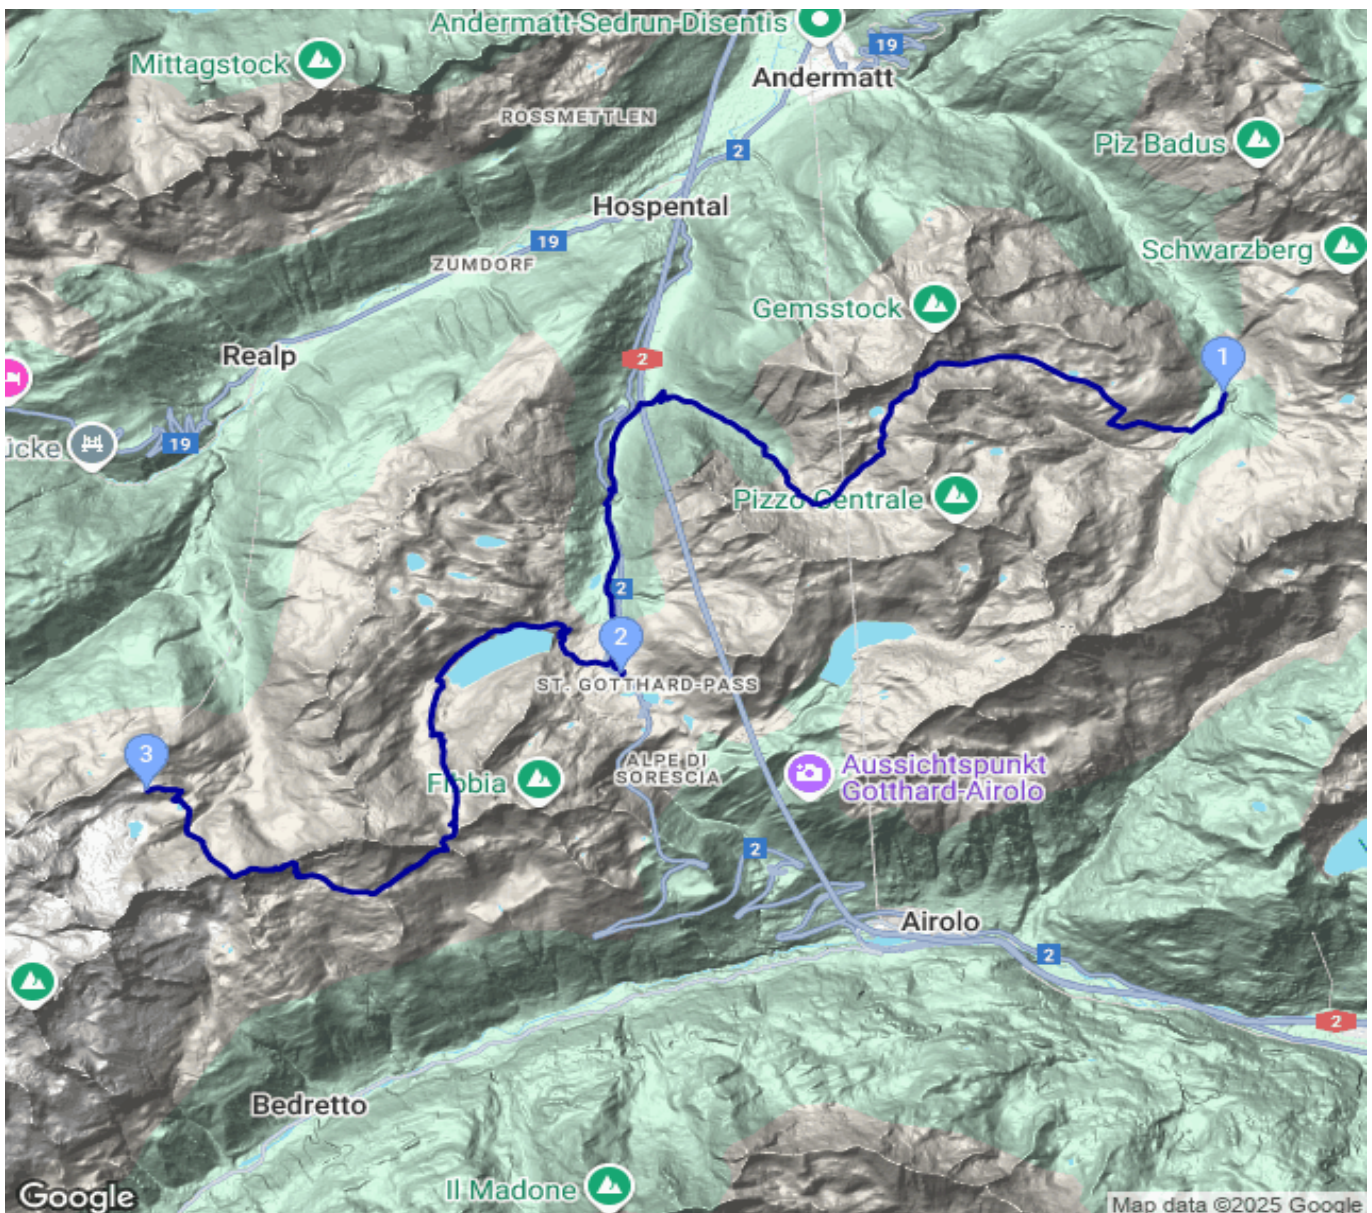 Andermatt-Sedrun-Disentis
19
Mittagstock
Andermatt
ROSSMETTLEN
Piz Badus
2
Hospental
19
Schwarzberg
ZUMDORF
Gemsstock
Realp
2
1
ücke
19
Pizzo Centrale
2
2
ST. GOTTHARD-PASS
3
ALPE DI
SORESCIA
Fibbia
Aussichtspunkt
Gotthard-Airolo
2
Airolo
2
2
Bedretto
Il Madone
Google
Map data ©2025 Google